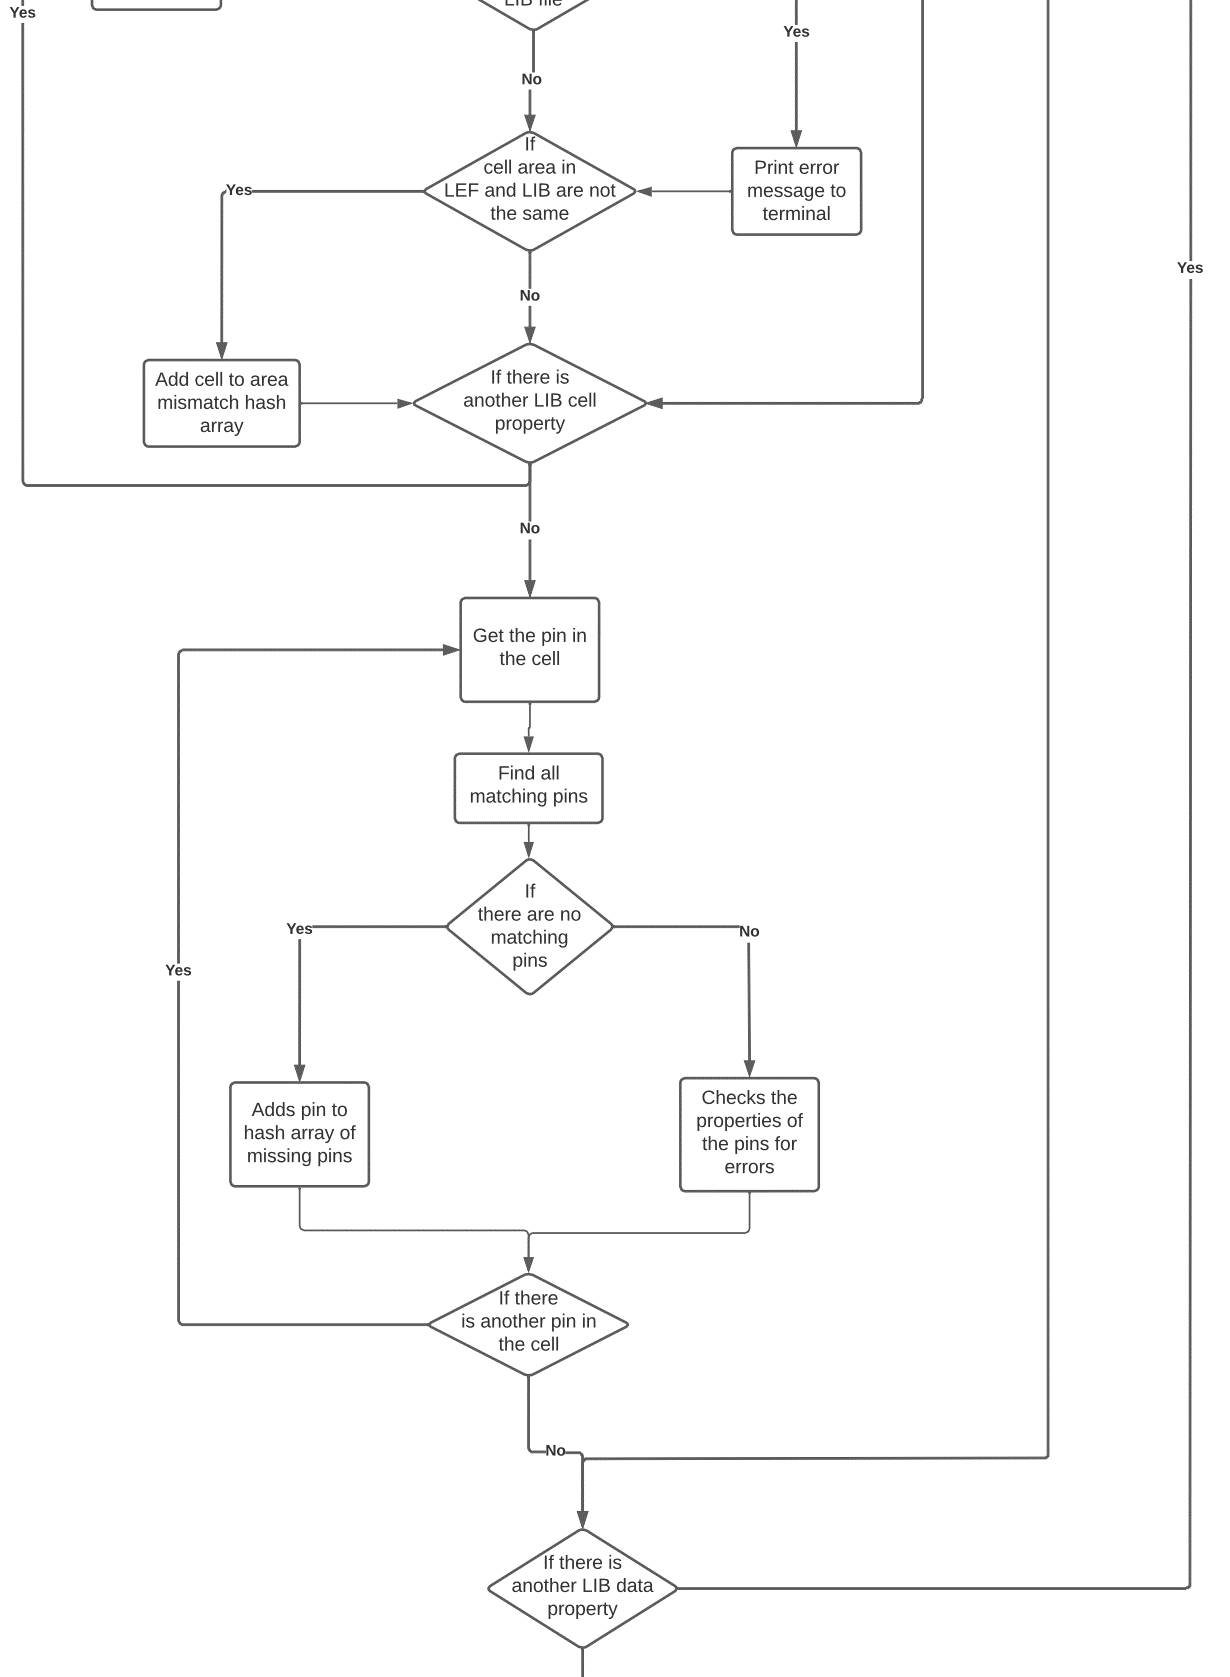 Yes
LIB file
Yes
No
If
cell area in
LEF and LIB are not
the same
Print error
message to
terminal
Yes
Yes
No
Add cell to area
mismatch hash
array
If there is
another LIB cell
property
No
Get the pin in
the cell
Find all
matching pins
If
there are no
matching
pins
Yes
No
Yes
Adds pin to
hash array of
missing pins
Checks the
properties of
the pins for
errors
If there
is another pin in
the cell
No
If there is
another LIB data
property